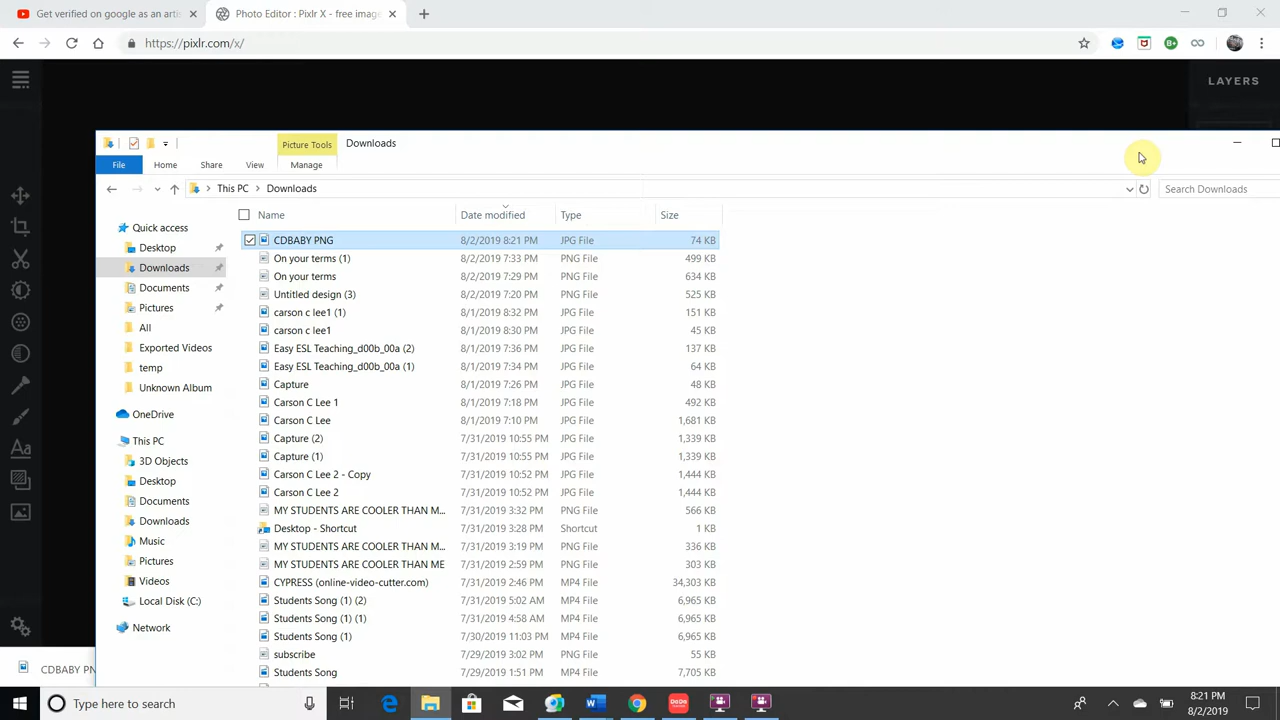 Get verified on google as an artis
Photo Editor : Pixlr X - free image
https://pixlr.com/x/
LAYERS
Picture Tools Downloads
File Home Share View Manage
This PC Downloads Search Downloads
Name Date modified Type Size
Quick access
Desktop
Downloads
Documents
Pictures
All
Exported Videos
temp
Unknown Album
OneDrive
This PC
3D Objects
Desktop
Documents
Downloads
Music
Pictures
Videos
Local Disk (C:)
Network
CDBABY PNG 8/2/2019 8:21 PM JPG File 74 KB
On your terms (1) 8/2/2019 7:33 PM PNG File 499 KB
On your terms 8/2/2019 7:29 PM PNG File 634 KB
Untitled design (3) 8/2/2019 7:20 PM PNG File 525 KB
carson c lee1 (1) 8/1/2019 8:32 PM JPG File 151 KB
carson c lee1 8/1/2019 8:30 PM JPG File 45 KB
Easy ESL Teaching_d00b_00a (2) 8/1/2019 7:36 PM JPG File 137 KB
Easy ESL Teaching_d00b_00a (1) 8/1/2019 7:34 PM JPG File 64 KB
Capture 8/1/2019 7:26 PM JPG File 48 KB
Carson C Lee 1 8/1/2019 7:18 PM JPG File 492 KB
Carson C Lee 8/1/2019 7:10 PM JPG File 1,681 KB
Capture (2) 7/31/2019 10:55 PM JPG File 1,339 KB
Capture (1) 7/31/2019 10:55 PM JPG File 1,339 KB
Carson C Lee 2 - Copy 7/31/2019 10:52 PM JPG File 1,444 KB
Carson C Lee 2 7/31/2019 10:52 PM JPG File 1,444 KB
MY STUDENTS ARE COOLER THAN M... 7/31/2019 3:32 PM PNG File 566 KB
Desktop - Shortcut 7/31/2019 3:28 PM Shortcut 1 KB
MY STUDENTS ARE COOLER THAN M... 7/31/2019 3:19 PM PNG File 336 KB
MY STUDENTS ARE COOLER THAN ME 7/31/2019 2:59 PM PNG File 303 KB
CYPRESS (online-video-cutter.com) 7/31/2019 2:46 PM MP4 File 34,303 KB
Students Song (1) (2) 7/31/2019 5:02 AM MP4 File 6,965 KB
Students Song (1) (1) 7/31/2019 4:58 AM MP4 File 6,965 KB
Students Song (1) 7/30/2019 11:03 PM MP4 File 6,965 KB
subscribe 7/29/2019 3:02 PM PNG File 55 KB
Students Song 7/29/2019 1:51 PM MP4 File 7,705 KB
CDBABY PN
Type here to search
8:21 PM
8/2/2019